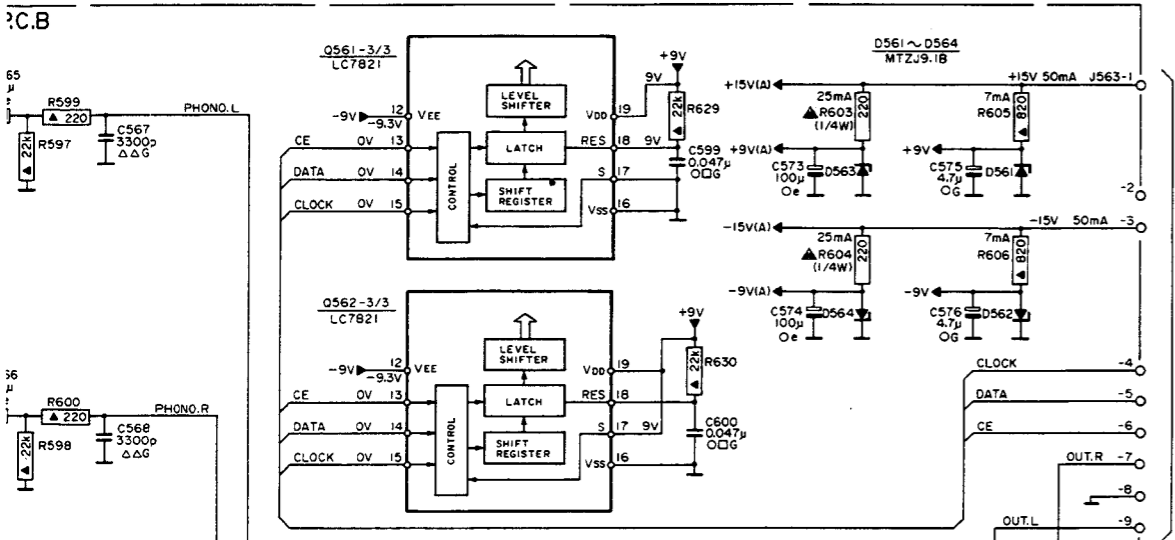 P.C.B
65
R599
220
PHONO.L
22k
R597
C567
3300p
△△G
66
R600
220
PHONO.R
22k
R598
C568
3300p
△△G
Q561-3/3
LC7821
-9V
-9.3V
12
VEE
CE 0V 13
DATA 0V 14
CLOCK 0V 15
CONTROL
LEVEL
SHIFTER
LATCH
SHIFT
REGISTER
VDD 19
RES 18
S 17
VSS 16
9V
9V
+9V
22k
R629
C599
0.047μ
○□G
Q562-3/3
LC7821
-9V
-9.3V
12
VEE
CE 0V 13
DATA 0V 14
CLOCK 0V 15
CONTROL
LEVEL
SHIFTER
LATCH
SHIFT
REGISTER
VDD 19
RES 18
S 17
VSS 16
9V
+9V
22k
R630
C600
0.047μ
○□G
D561~D564
MTZJ9.1B
+15V(A)
+15V 50mA J563-1
25mA
R603
(1/4W)
220
7mA
R605
820
+9V(A)
C573
100μ
○e
D563
+9V
C575
4.7μ
○G
D561
-2
-15V(A)
-15V 50mA -3
25mA
R604
(1/4W)
220
7mA
R606
820
-9V(A)
C574
100μ
○e
D564
-9V
C576
4.7μ
○G
D562
CLOCK -4
DATA -5
CE -6
OUT.R -7
-8
OUT.L -9